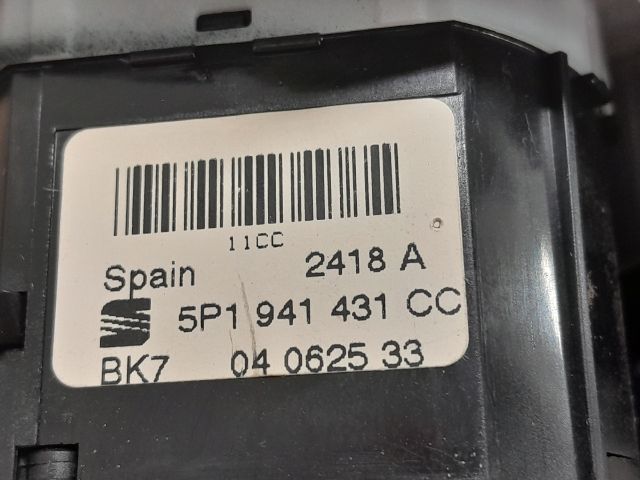 11CC
Spain 2418 A
5P1 941 431 CC
BK7 04 0625 33